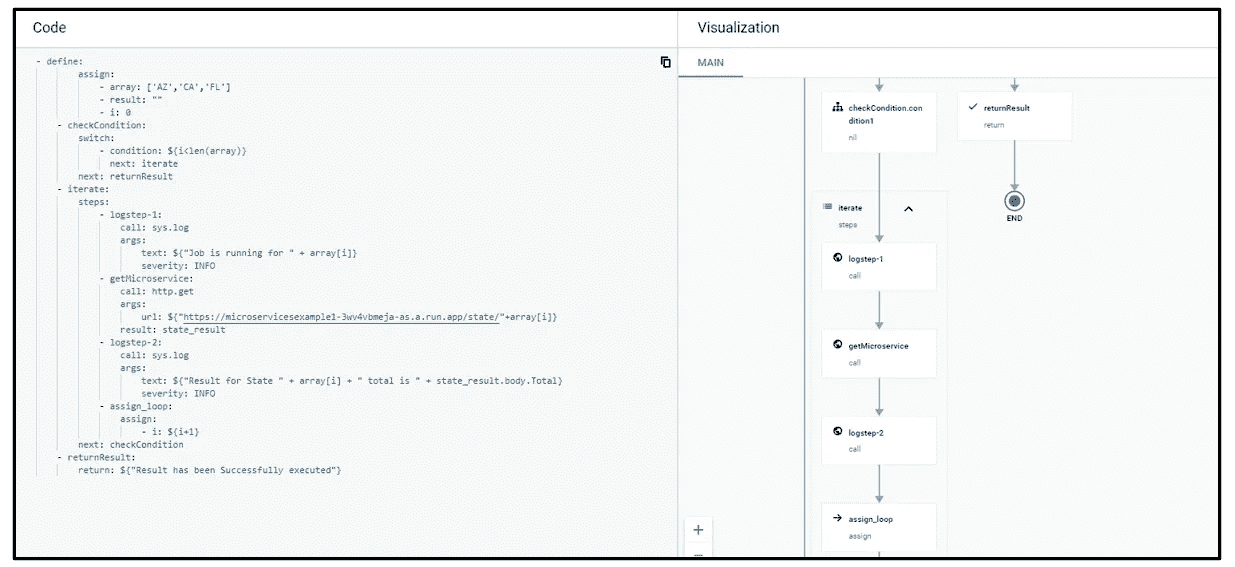 Code
- define:
assign:
- array: ['AZ','CA','FL']
- result: ""
- i: 0
- checkCondition:
switch:
- condition: ${i<len(array)}
next: iterate
next: returnResult
- iterate:
steps:
- logstep-1:
call: sys.log
args:
text: ${"Job is running for " + array[i]}
severity: INFO
- getMicroservice:
call: http.get
args:
url: ${"https://microservicesexample1-3wv4vbmeja-as.a.run.app/state/"+array[i]}
result: state_result
- logstep-2:
call: sys.log
args:
text: ${"Result for State " + array[i] + " total is " + state_result.body.Total}
severity: INFO
- assign_loop:
assign:
- i: ${i+1}
next: checkCondition
- returnResult:
return: ${"Result has been Successfully executed"}
Visualization
MAIN
checkCondition.con
dition1
nil
returnResult
return
END
iterate
steps
logstep-1
call
getMicroservice
call
logstep-2
call
assign_loop
assign